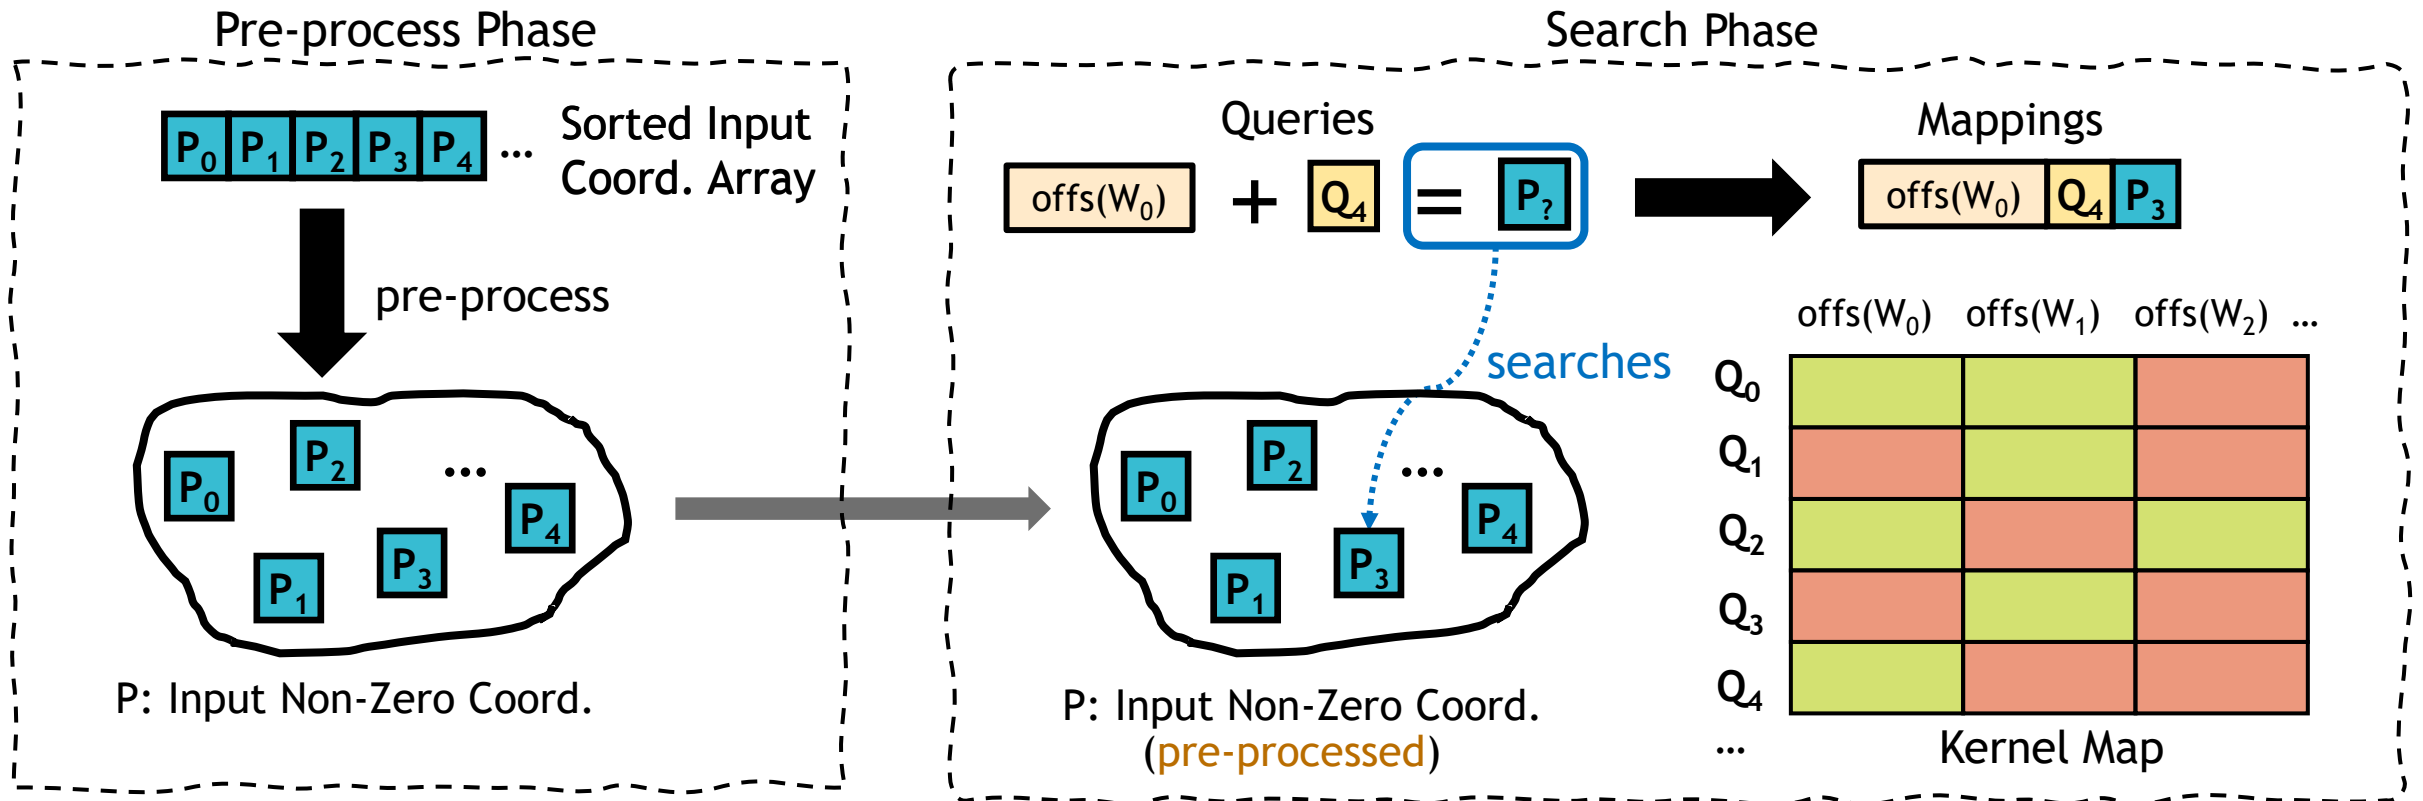 Pre-process Phase
P0 P1 P2 P3 P4 ...
Sorted Input
Coord. Array
pre-process
P0
P2
...
P4
P3
P1
P: Input Non-Zero Coord.
Search Phase
Queries
offs(W0) + Q4 = P?
Mappings
offs(W0) Q4 P3
searches
P0
P2
...
P4
P3
P1
P: Input Non-Zero Coord.
(pre-processed)
offs(W0) offs(W1) offs(W2) ...
Q0
Q1
Q2
Q3
Q4
...
Kernel Map